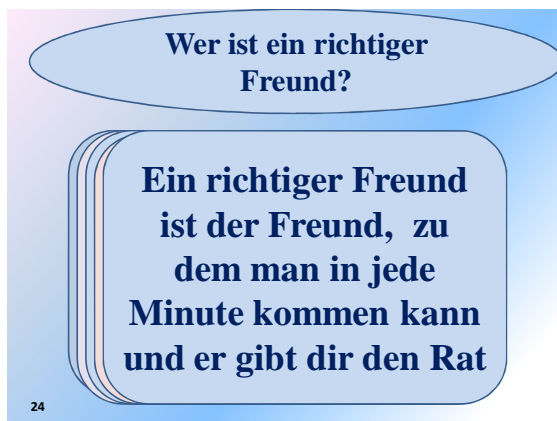 Wer ist ein richtiger
Freund?
Ein richtiger Freund
ist der Freund, zu
dem man in jede
Minute kommen kann
und er gibt dir den Rat
24